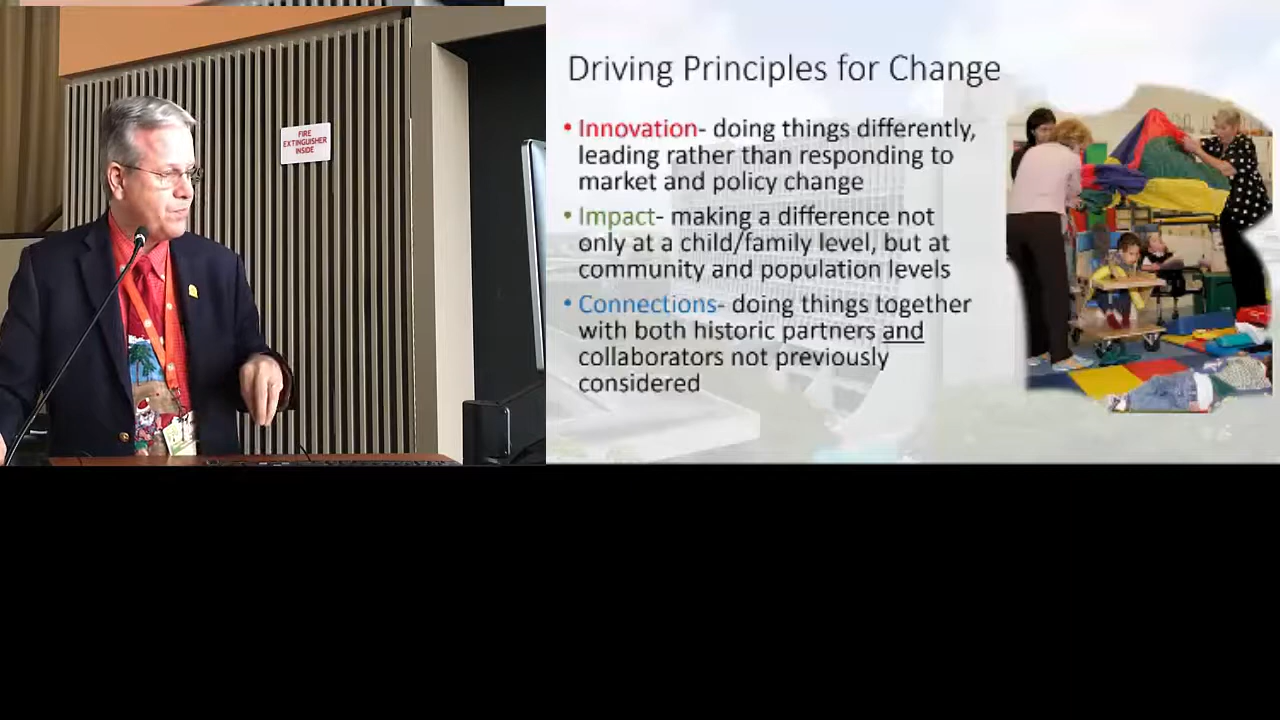 FIRE
EXTINGUISHER
INSIDE
Driving Principles for Change
• Innovation- doing things differently,
leading rather than responding to
market and policy change
• Impact- making a difference not
only at a child/family level, but at
community and population levels
• Connections- doing things together
with both historic partners and
collaborators not previously
considered